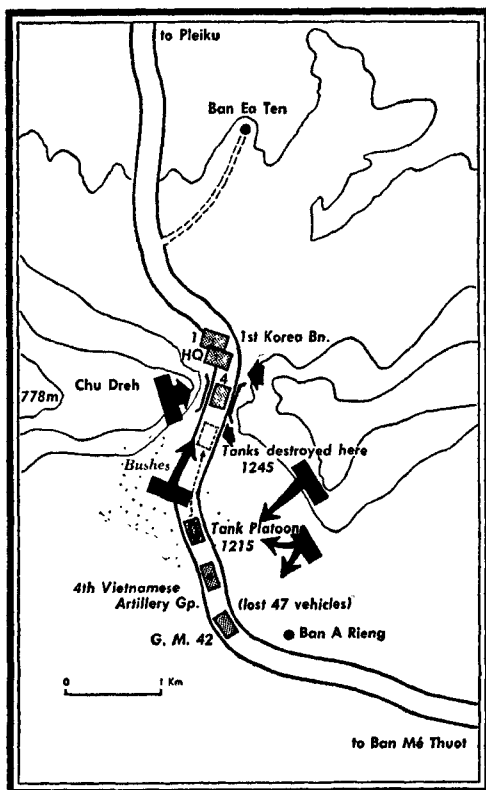 to Pleiku
Ban Ea Ten
1
1st Korea Bn.
HQ
4
Chu Dreh
778m
Tanks destroyed here
1245
Bushes
Tank Platoon
1215
4th Vietnamese
Artillery Gp.
(lost 47 vehicles)
G. M. 42
Ban A Rieng
0 1 Km
to Ban Mé Thuot